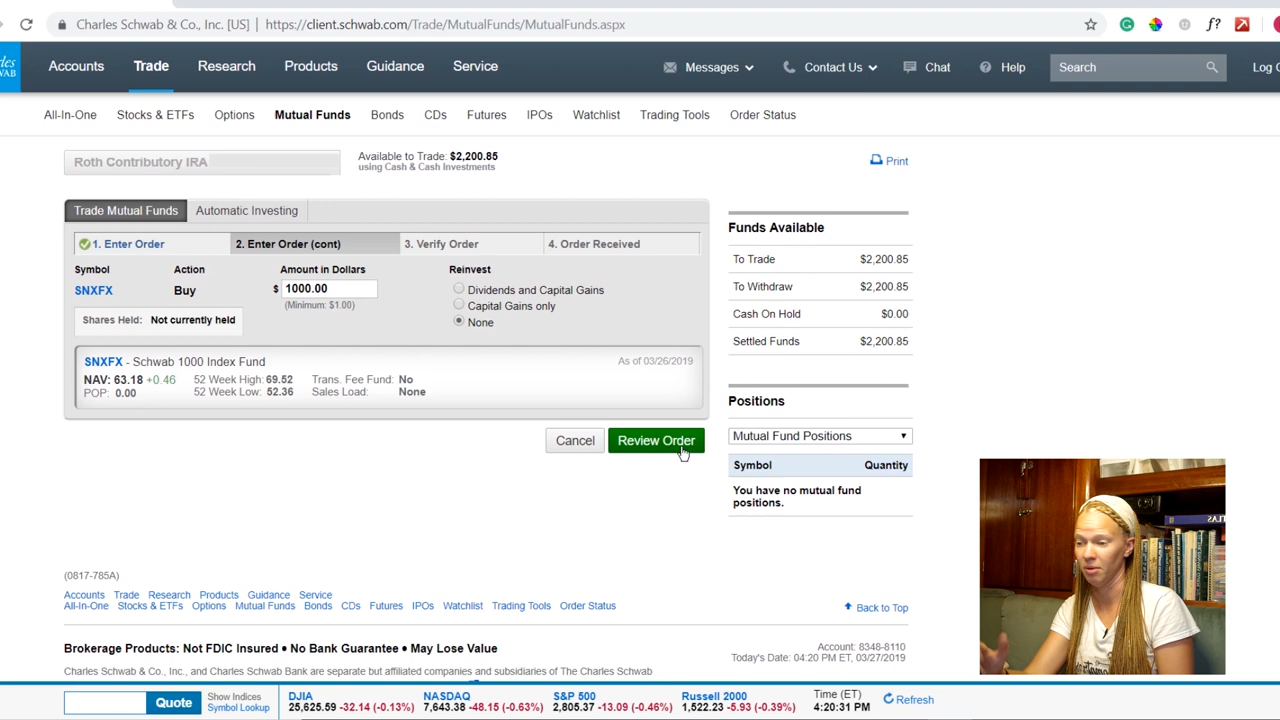 Charles Schwab & Co., Inc. [US] | https://client.schwab.com/Trade/MutualFunds/MutualFunds.aspx
f?
Accounts Trade Research Products Guidance Service Messages Contact Us Chat Help Search Log
All-In-One Stocks & ETFs Options Mutual Funds Bonds CDs Futures IPOs Watchlist Trading Tools Order Status
Roth Contributory IRA
Available to Trade: $2,200.85
using Cash & Cash Investments
Print
Trade Mutual Funds Automatic Investing
1. Enter Order 2. Enter Order (cont) 3. Verify Order 4. Order Received
Symbol Action Amount in Dollars Reinvest
SNXFX Buy $ 1000.00
(Minimum: $1.00)
Dividends and Capital Gains
Capital Gains only
None
Shares Held: Not currently held
SNXFX - Schwab 1000 Index Fund As of 03/26/2019
NAV: 63.18 +0.46 52 Week High: 69.52 Trans. Fee Fund: No
POP: 0.00 52 Week Low: 52.36 Sales Load: None
Cancel Review Order
Funds Available
To Trade $2,200.85
To Withdraw $2,200.85
Cash On Hold $0.00
Settled Funds $2,200.85
Positions
Mutual Fund Positions
Symbol Quantity
You have no mutual fund
positions.
(0817-785A)
Accounts Trade Research Products Guidance Service
All-In-One Stocks & ETFs Options Mutual Funds Bonds CDs Futures IPOs Watchlist Trading Tools Order Status
Back to Top
Brokerage Products: Not FDIC Insured • No Bank Guarantee • May Lose Value
Account: 8348-8110
Today's Date: 04:20 PM ET, 03/27/2019
Charles Schwab & Co., Inc., and Charles Schwab Bank are separate but affiliated companies and subsidiaries of The Charles Schwab
Quote
Show Indices
Symbol Lookup
DJIA
25,625.59 -32.14 (-0.13%)
NASDAQ
7,643.38 -48.15 (-0.63%)
S&P 500
2,805.37 -13.09 (-0.46%)
Russell 2000
1,522.23 -5.93 (-0.39%)
Time (ET)
4:20:31 PM
Refresh